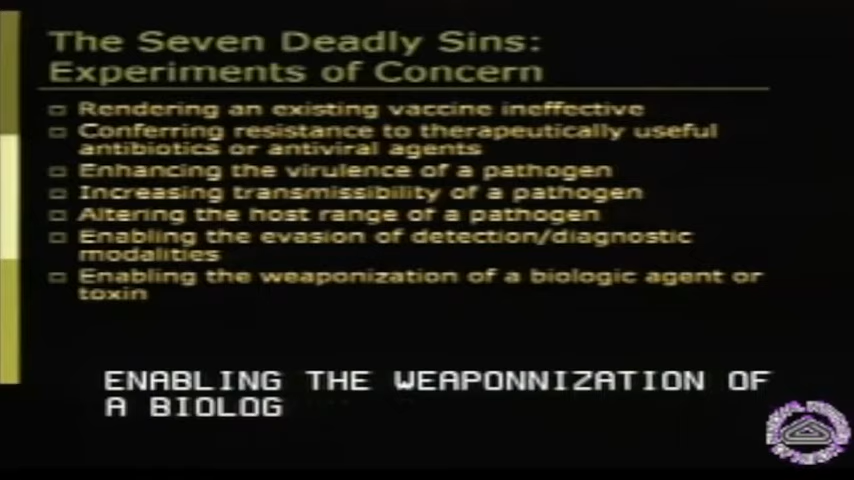 The Seven Deadly Sins:
Experiments of Concern
Rendering an existing vaccine ineffective
Conferring resistance to therapeutically useful
antibiotics or antiviral agents
Enhancing the virulence of a pathogen
Increasing transmissibility of a pathogen
Altering the host range of a pathogen
Enabling the evasion of detection/diagnostic
modalities
Enabling the weaponization of a biologic agent or
toxin
ENABLING THE WEAPONNIZATION OF
A BIOLOG